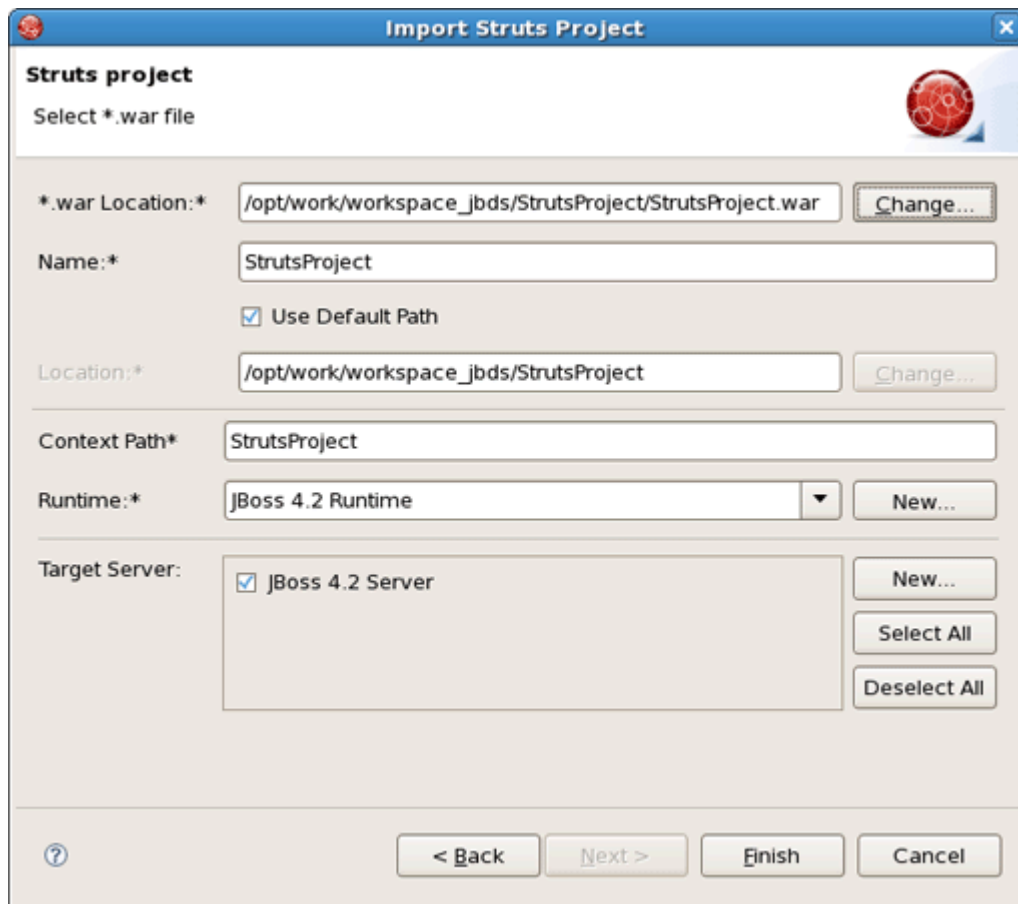 Import Struts Project
Struts project
Select *.war file
*.war Location:* /opt/work/workspace_jbds/StrutsProject/StrutsProject.war Change...
Name:* StrutsProject
Use Default Path
Location:* /opt/work/workspace_jbds/StrutsProject Change...
Context Path* StrutsProject
Runtime:* JBoss 4.2 Runtime New...
Target Server: JBoss 4.2 Server New...
Select All
Deselect All
? < Back Next > Finish Cancel